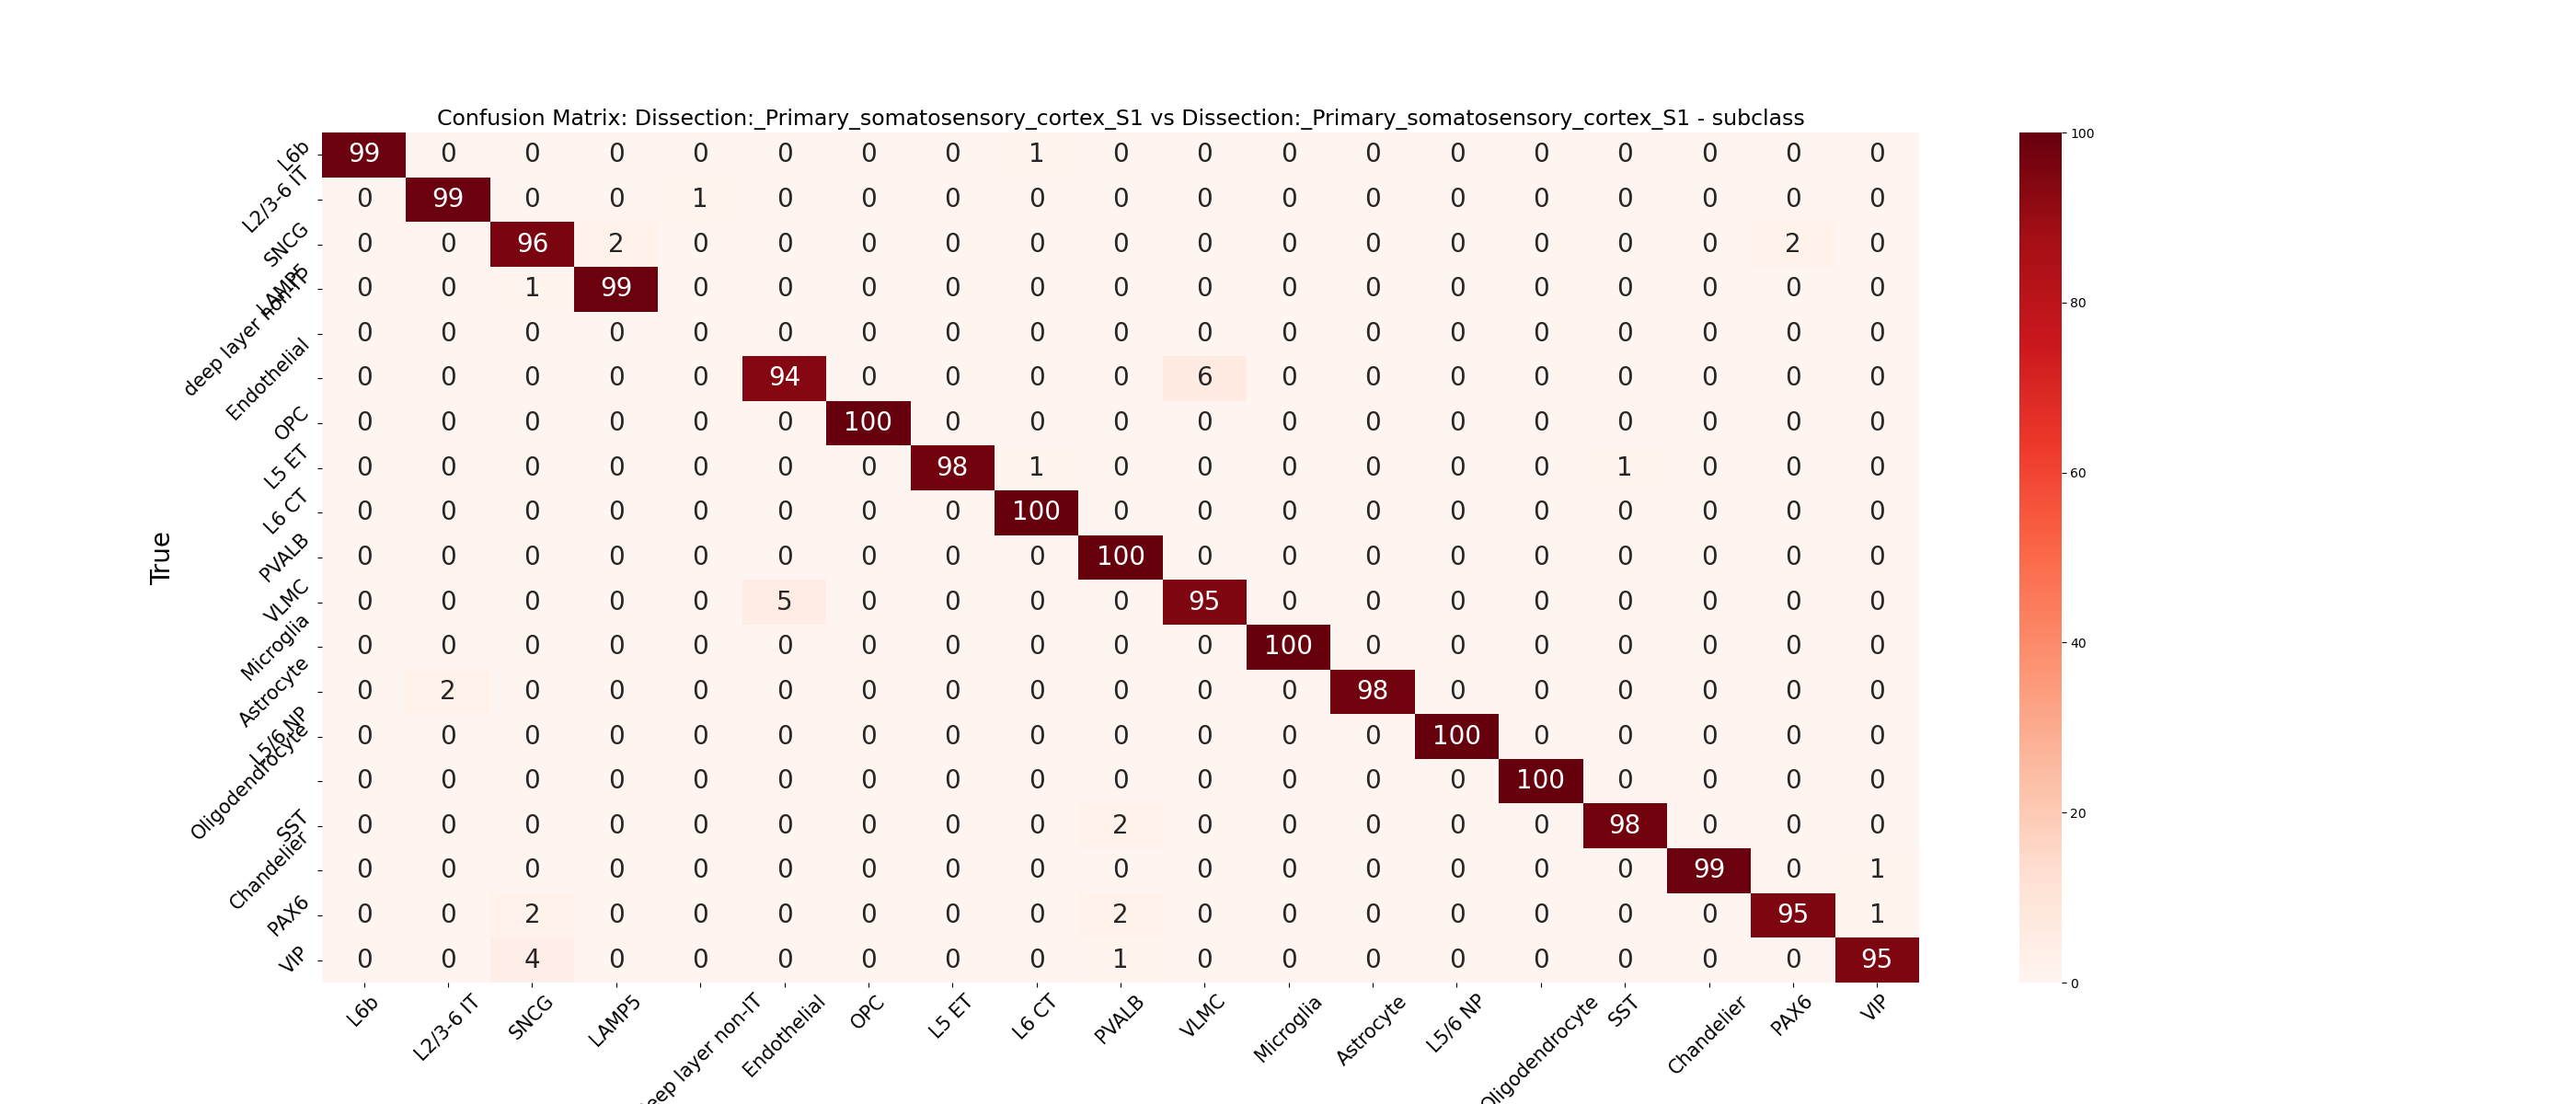 Confusion Matrix: Dissection:_Primary_somatosensory_cortex_S1 vs Dissection:_Primary_somatosensory_cortex_S1 - subclass
True
L6b 99 0 0 0 0 0 0 0 1 0 0 0 0 0 0 0 0 0 0
L2/3-6 IT 0 99 0 0 1 0 0 0 0 0 0 0 0 0 0 0 0 0 0
SNCG 0 0 96 2 0 0 0 0 0 0 0 0 0 0 0 0 0 2 0
LAMP5 0 0 1 99 0 0 0 0 0 0 0 0 0 0 0 0 0 0 0
deep layer non-IT 0 0 0 0 0 0 0 0 0 0 0 0 0 0 0 0 0 0 0
Endothelial 0 0 0 0 0 94 0 0 0 0 6 0 0 0 0 0 0 0 0
OPC 0 0 0 0 0 0 100 0 0 0 0 0 0 0 0 0 0 0 0
L5 ET 0 0 0 0 0 0 0 98 1 0 0 0 0 0 0 1 0 0 0
L6 CT 0 0 0 0 0 0 0 0 100 0 0 0 0 0 0 0 0 0 0
PVALB 0 0 0 0 0 0 0 0 0 100 0 0 0 0 0 0 0 0 0
VLMC 0 0 0 0 0 5 0 0 0 0 95 0 0 0 0 0 0 0 0
Microglia 0 0 0 0 0 0 0 0 0 0 0 100 0 0 0 0 0 0 0
Astrocyte 0 2 0 0 0 0 0 0 0 0 0 0 98 0 0 0 0 0 0
L5/6 NP 0 0 0 0 0 0 0 0 0 0 0 0 0 100 0 0 0 0 0
Oligodendrocyte 0 0 0 0 0 0 0 0 0 0 0 0 0 0 100 0 0 0 0
SST 0 0 0 0 0 0 0 0 0 2 0 0 0 0 0 98 0 0 0
Chandelier 0 0 0 0 0 0 0 0 0 0 0 0 0 0 0 0 99 0 1
PAX6 0 0 2 0 0 0 0 0 0 2 0 0 0 0 0 0 0 95 1
VIP 0 0 4 0 0 0 0 0 0 1 0 0 0 0 0 0 0 0 95
L6b L2/3-6 IT SNCG LAMP5 layer non-IT Endothelial OPC L5 ET L6 CT PVALB VLMC Microglia Astrocyte L5/6 NP Oligodendrocyte SST Chandelier PAX6 VIP
100
80
60
40
20
0